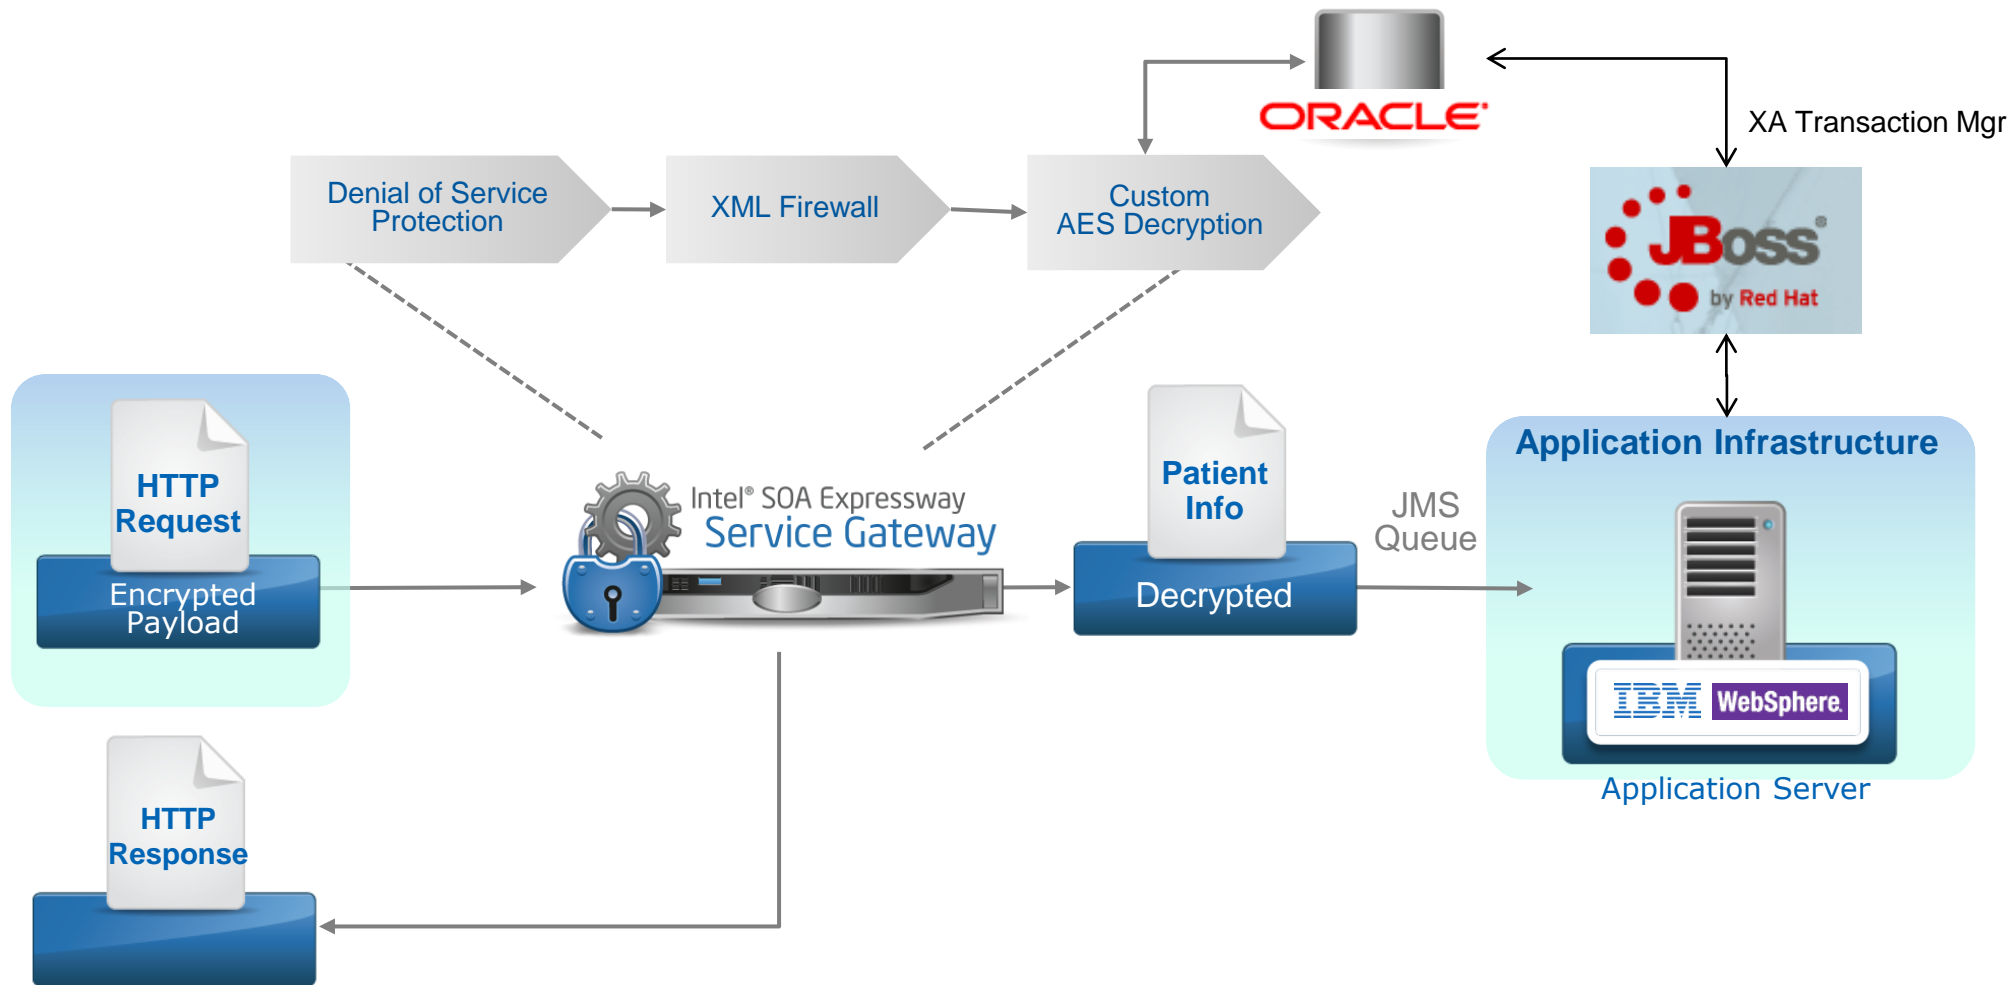 ORACLE®
XA Transaction Mgr
Denial of Service
Protection
XML Firewall
Custom
AES Decryption
JBoss®
by Red Hat
HTTP
Request
Encrypted
Payload
Intel® SOA Expressway
Service Gateway
Patient
Info
Decrypted
JMS
Queue
Application Infrastructure
IBM WebSphere.
Application Server
HTTP
Response